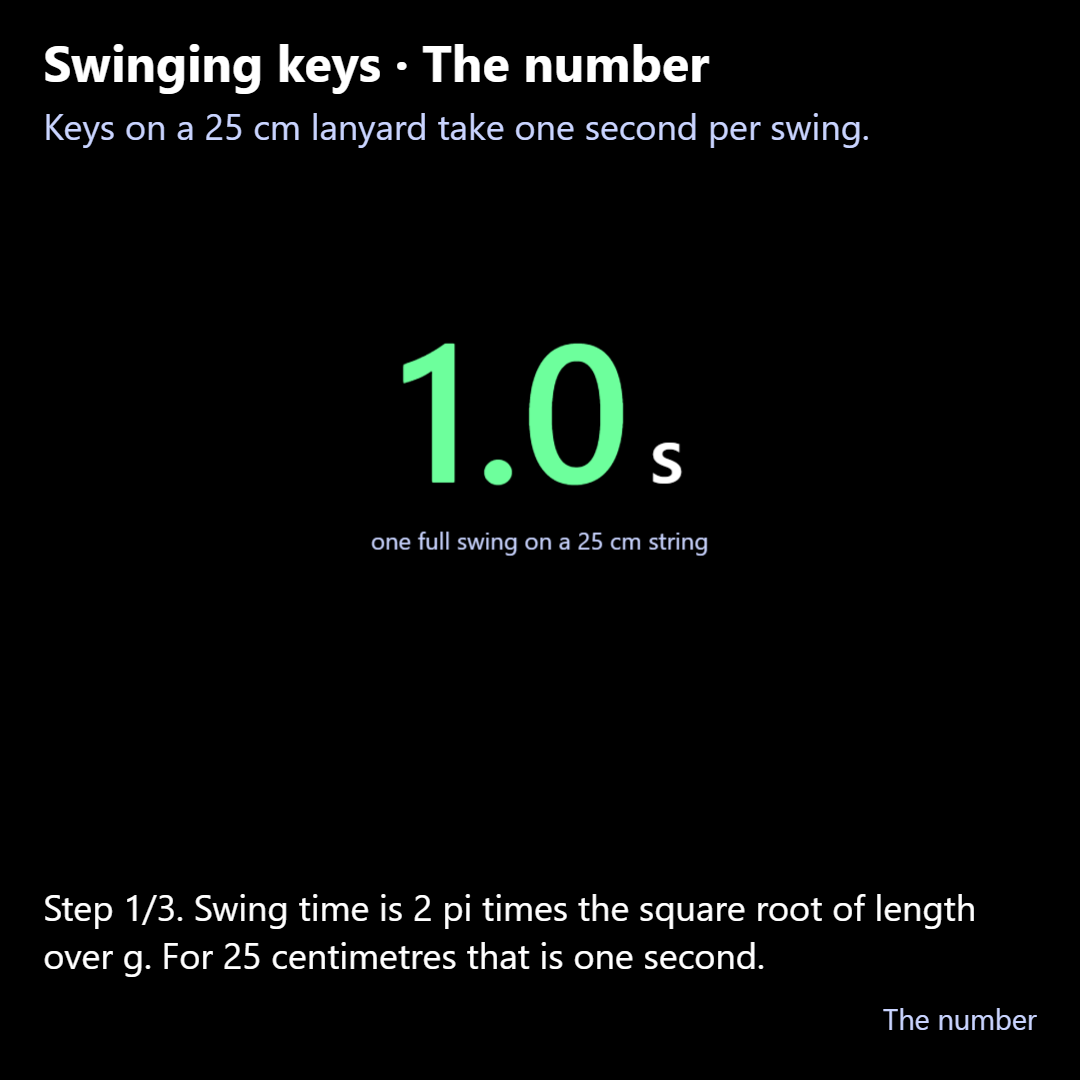 Swinging keys · The number
Keys on a 25 cm lanyard take one second per swing.
1.0 s
one full swing on a 25 cm string
Step 1/3. Swing time is 2 pi times the square root of length
over g. For 25 centimetres that is one second.
The number